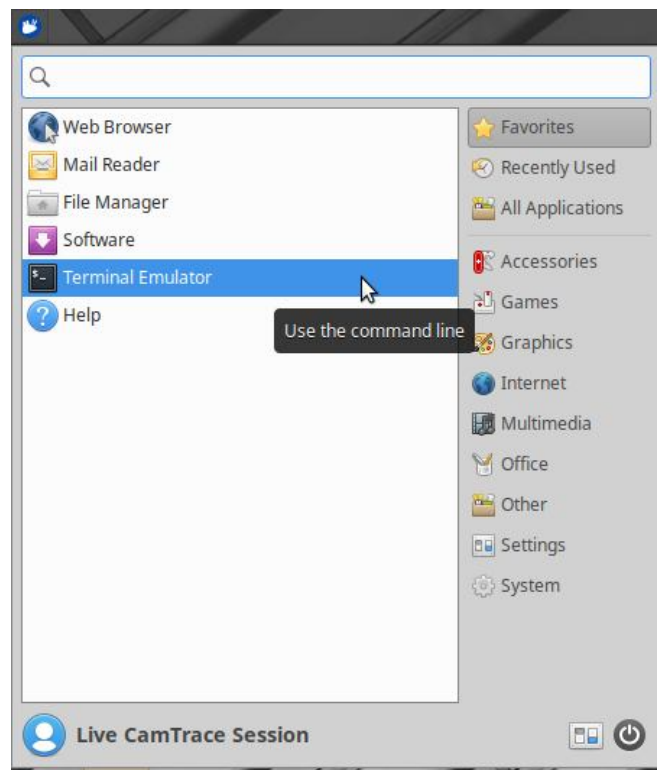 Web Browser
Mail Reader
File Manager
Software
Terminal Emulator
Help
Use the command line
Favorites
Recently Used
All Applications
Accessories
Games
Graphics
Internet
Multimedia
Office
Other
Settings
System
Live CamTrace Session